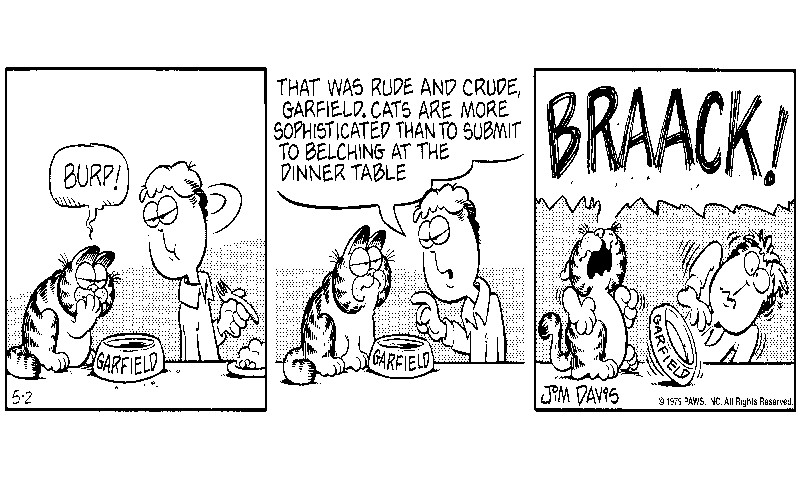 BURP!
GARFIELD
5-2
THAT WAS RUDE AND CRUDE,
GARFIELD. CATS ARE MORE
SOPHISTICATED THAN TO SUBMIT
TO BELCHING AT THE
DINNER TABLE
GARFIELD
BRAACK!
GARFIELD
JIM DAVIS
© 1979 PAWS, INC. All Rights Reserved.